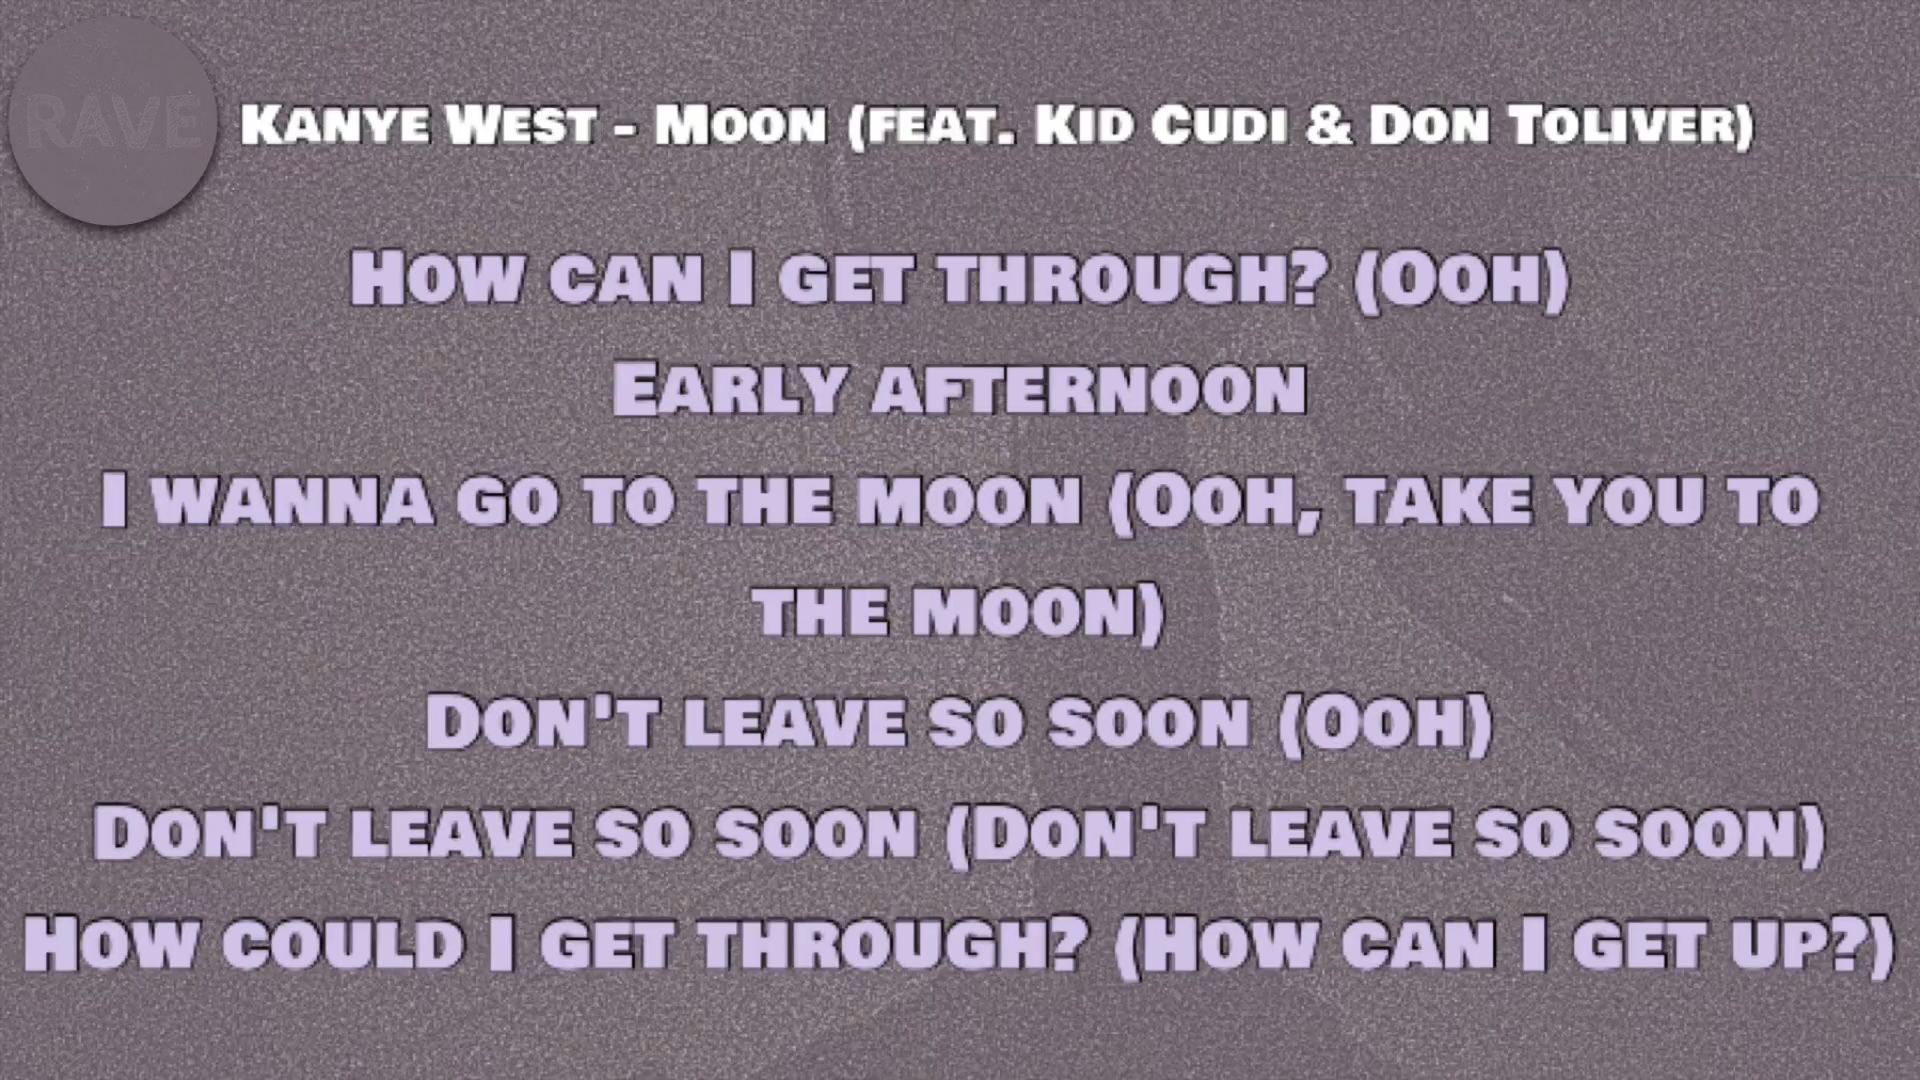 RAVE
Kanye West - Moon (feat. Kid Cudi & Don Toliver)
How can I get through? (Ooh)
Early afternoon
I wanna go to the moon (Ooh, take you to
the moon)
Don't leave so soon (Ooh)
Don't leave so soon (Don't leave so soon)
How could I get through? (How can I get up?)